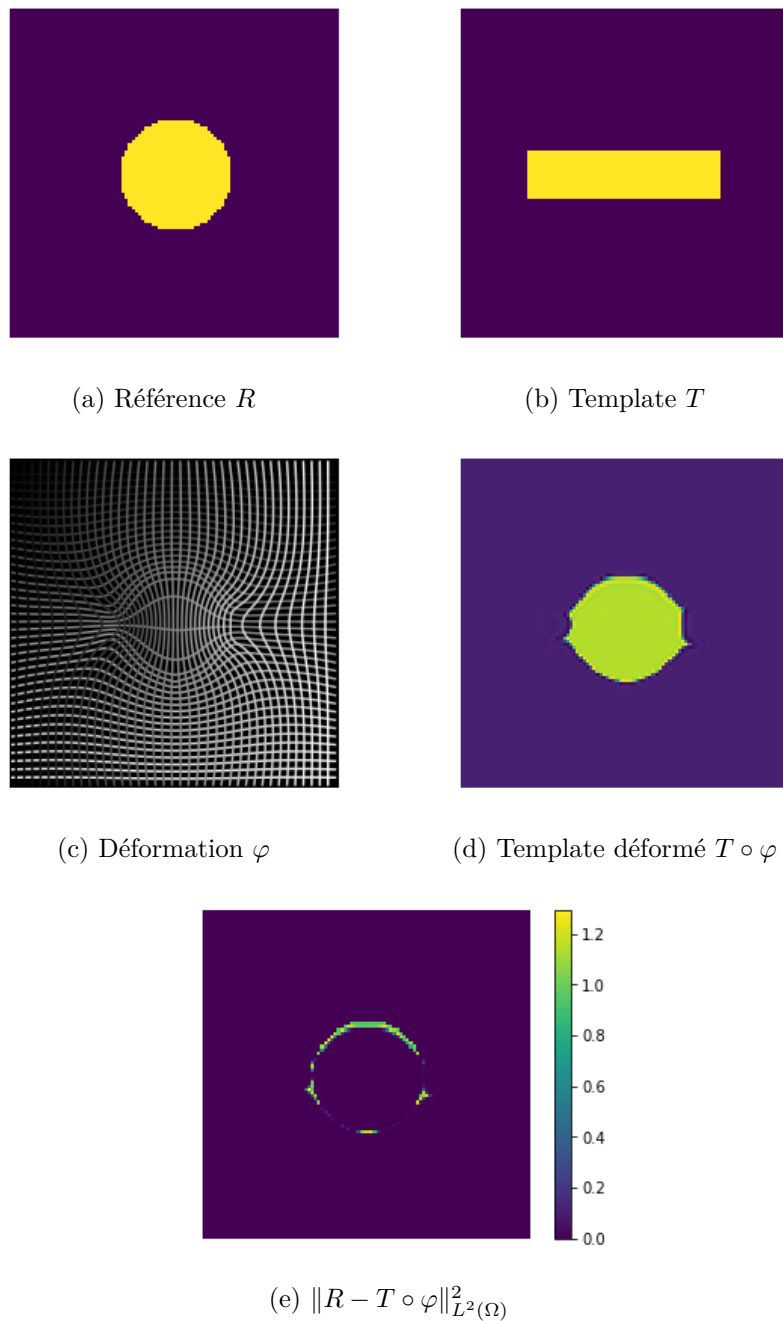 (a) Référence R
(b) Template T
(c) Déformation φ
(d) Template déformé T ∘ φ
1.2
1.0
0.8
0.6
0.4
0.2
0.0
(e) ‖R − T ∘ φ‖²_{L²(Ω)}